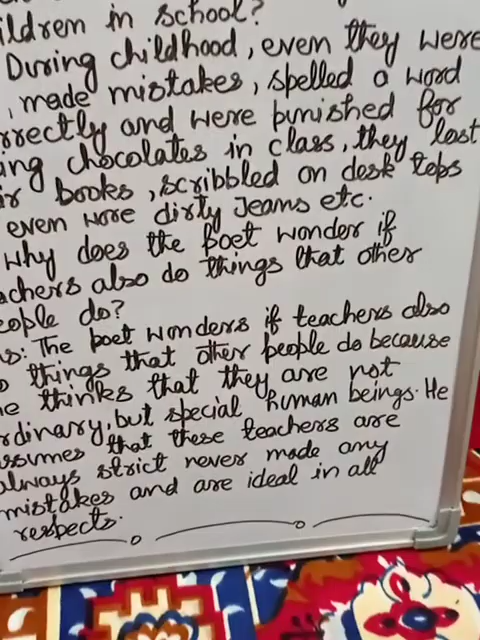 ildrem in school?
During childhood, even they were
, made mistakes, spelled a word
rrectly and were punished for
ing chocolates in class, they lost
ir books, scribbled on desk tops
even wore dirty Jeams etc.
why does the Poet wonder if
achers also do things that other
eople do?
s: The poet wonders if teachers also
o things that other people do because
he thinks that they are not
rdinary, but special human beings. He
ssumes that these teachers are
always strict never made any
mistakes and are ideal in all
respects.